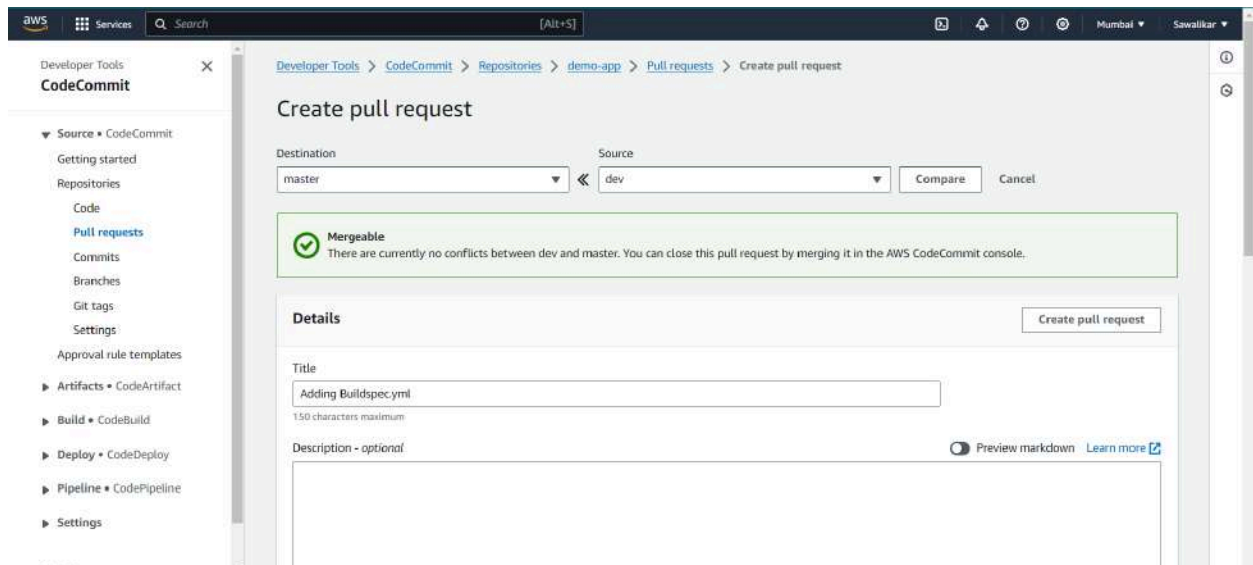 aws Services Search [Alt+S] Mumbai Sawalikar
Developer Tools
CodeCommit
Source • CodeCommit
Getting started
Repositories
Code
Pull requests
Commits
Branches
Git tags
Settings
Approval rule templates
Artifacts • CodeArtifact
Build • CodeBuild
Deploy • CodeDeploy
Pipeline • CodePipeline
Settings
Developer Tools > CodeCommit > Repositories > demo-app > Pull requests > Create pull request
Create pull request
Destination Source
master dev Compare Cancel
Mergeable
There are currently no conflicts between dev and master. You can close this pull request by merging it in the AWS CodeCommit console.
Details Create pull request
Title
Adding Buildspec.yml
150 characters maximum
Description - optional Preview markdown Learn more